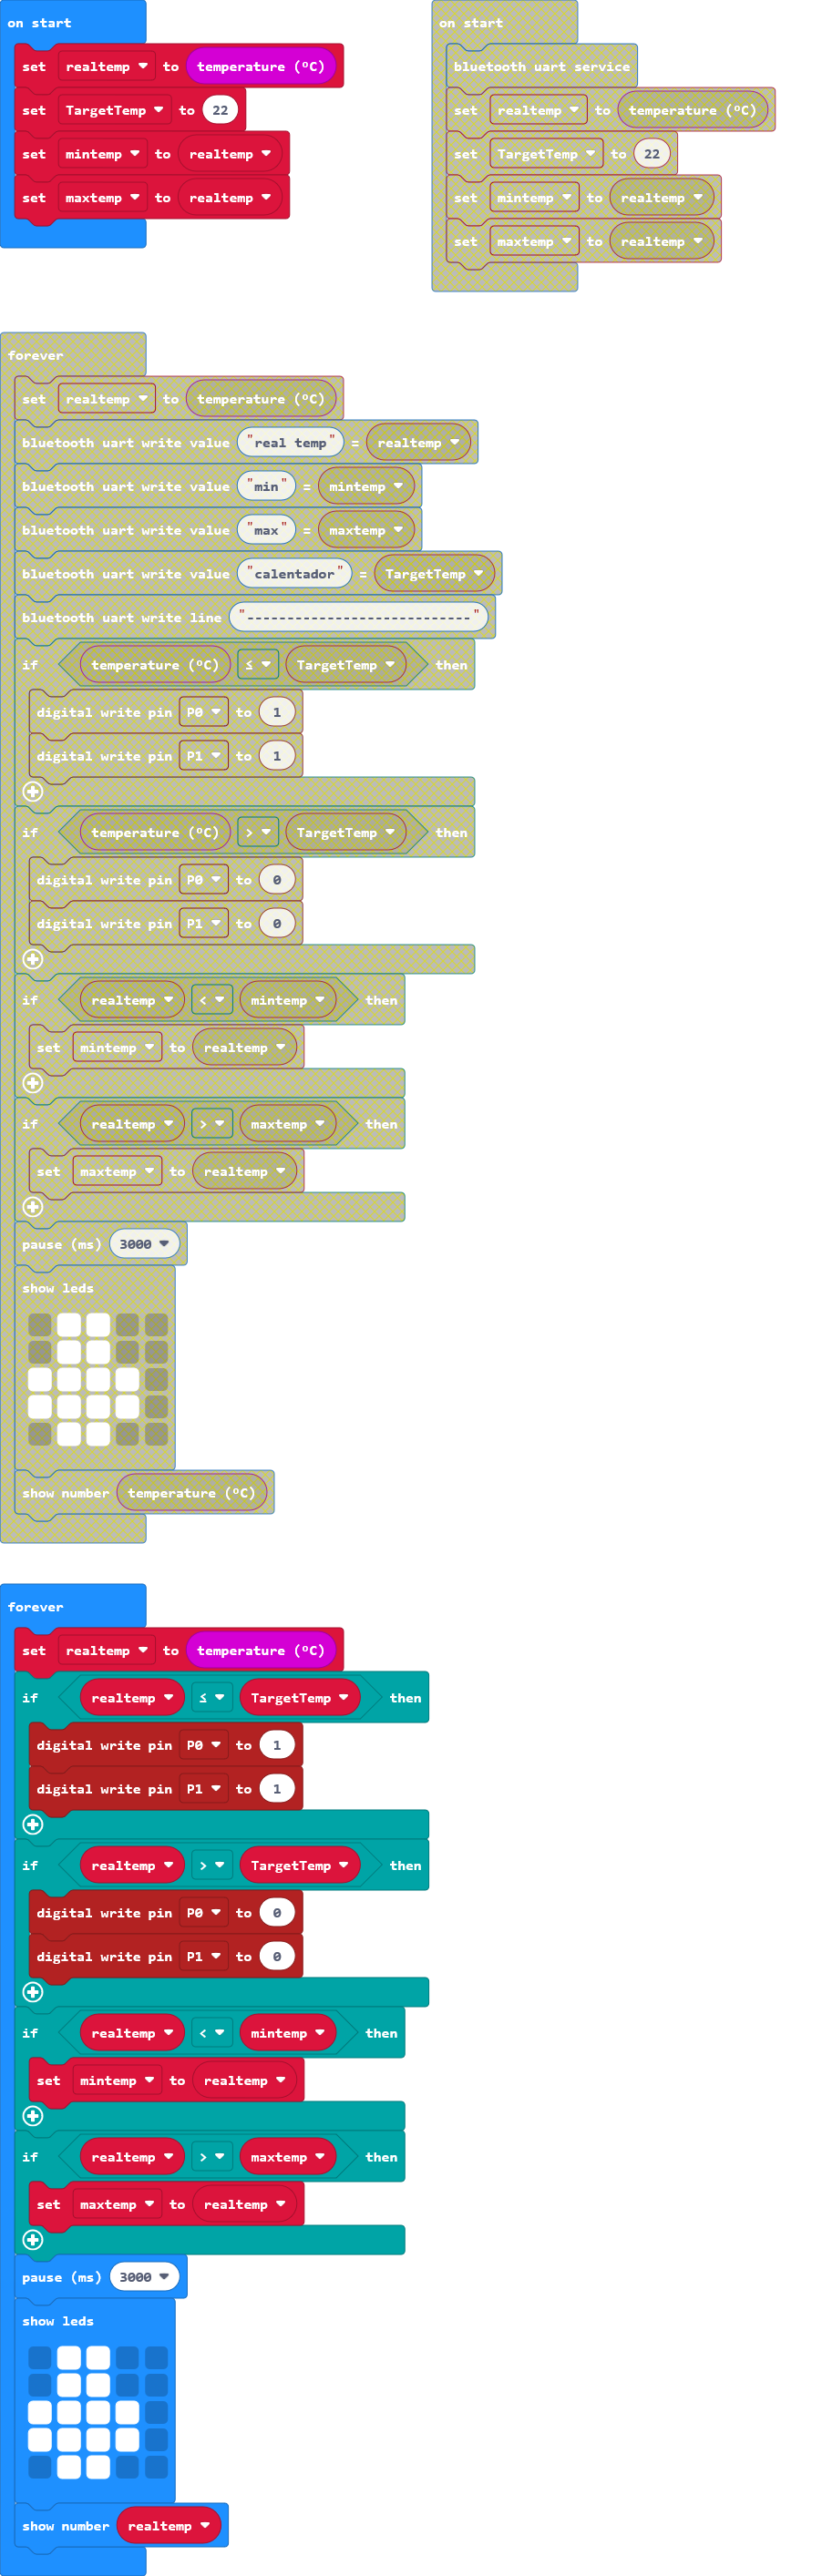 on start
set realtemp to temperature (ºC)
set TargetTemp to 22
set mintemp to realtemp
set maxtemp to realtemp
on start
bluetooth uart service
set realtemp to temperature (ºC)
set TargetTemp to 22
set mintemp to realtemp
set maxtemp to realtemp
forever
set realtemp to temperature (ºC)
bluetooth uart write value "real temp" = realtemp
bluetooth uart write value "min" = mintemp
bluetooth uart write value "max" = maxtemp
bluetooth uart write value "calentador" = TargetTemp
bluetooth uart write line "----------------------------"
if temperature (ºC) ≤ TargetTemp then
digital write pin P0 to 1
digital write pin P1 to 1
if temperature (ºC) > TargetTemp then
digital write pin P0 to 0
digital write pin P1 to 0
if realtemp < mintemp then
set mintemp to realtemp
if realtemp > maxtemp then
set maxtemp to realtemp
pause (ms) 3000
show leds
show number temperature (ºC)
forever
set realtemp to temperature (ºC)
if realtemp ≤ TargetTemp then
digital write pin P0 to 1
digital write pin P1 to 1
if realtemp > TargetTemp then
digital write pin P0 to 0
digital write pin P1 to 0
if realtemp < mintemp then
set mintemp to realtemp
if realtemp > maxtemp then
set maxtemp to realtemp
pause (ms) 3000
show leds
show number realtemp